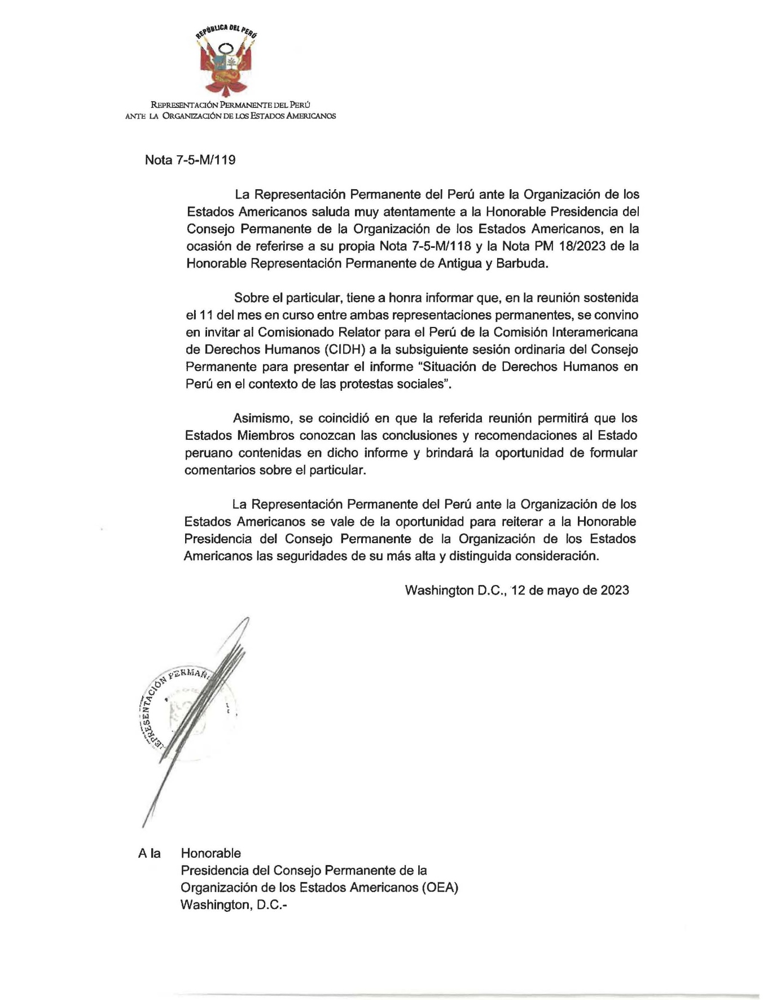 REPÚBLICA DEL PERÚ
REPRESENTACIÓN PERMANENTE DEL PERÚ
ANTE LA ORGANIZACIÓN DE LOS ESTADOS AMERICANOS
Nota 7-5-M/119
La Representación Permanente del Perú ante la Organización de los
Estados Americanos saluda muy atentamente a la Honorable Presidencia del
Consejo Permanente de la Organización de los Estados Americanos, en la
ocasión de referirse a su propia Nota 7-5-M/118 y la Nota PM 18/2023 de la
Honorable Representación Permanente de Antigua y Barbuda.
Sobre el particular, tiene a honra informar que, en la reunión sostenida
el 11 del mes en curso entre ambas representaciones permanentes, se convino
en invitar al Comisionado Relator para el Perú de la Comisión Interamericana
de Derechos Humanos (CIDH) a la subsiguiente sesión ordinaria del Consejo
Permanente para presentar el informe “Situación de Derechos Humanos en
Perú en el contexto de las protestas sociales”.
Asimismo, se coincidió en que la referida reunión permitirá que los
Estados Miembros conozcan las conclusiones y recomendaciones al Estado
peruano contenidas en dicho informe y brindará la oportunidad de formular
comentarios sobre el particular.
La Representación Permanente del Perú ante la Organización de los
Estados Americanos se vale de la oportunidad para reiterar a la Honorable
Presidencia del Consejo Permanente de la Organización de los Estados
Americanos las seguridades de su más alta y distinguida consideración.
Washington D.C., 12 de mayo de 2023
A la Honorable
Presidencia del Consejo Permanente de la
Organización de los Estados Americanos (OEA)
Washington, D.C.-